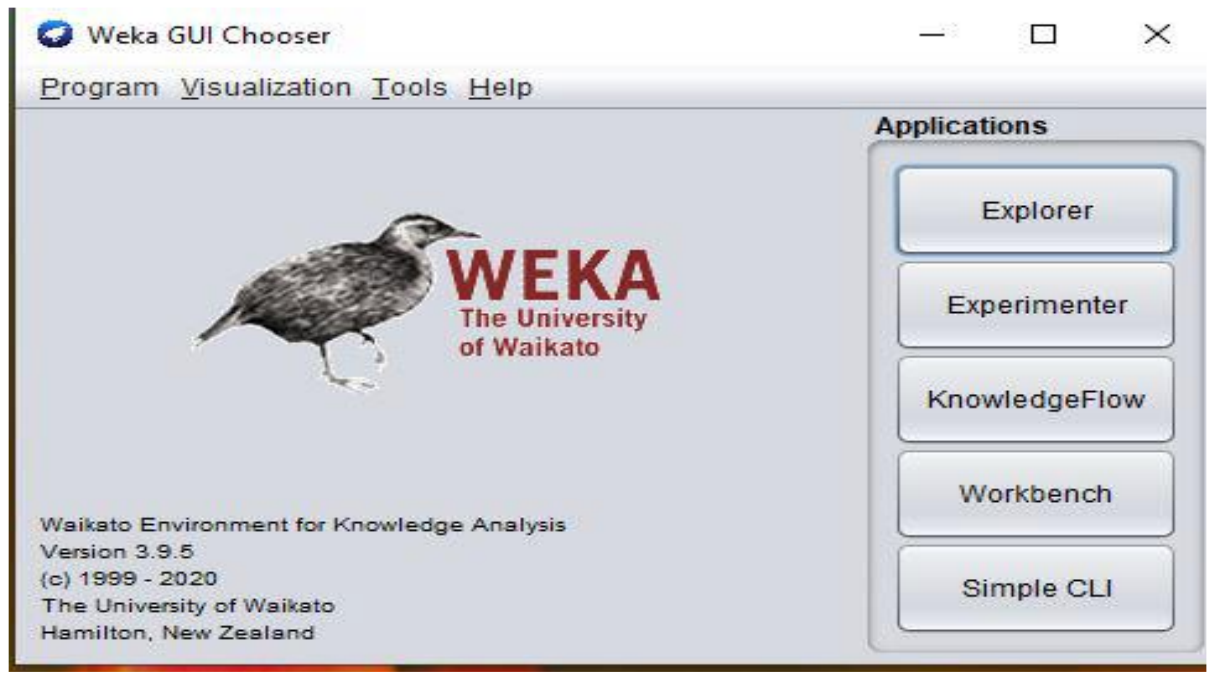 Weka GUI Chooser
Program Visualization Tools Help
Applications
Explorer
Experimenter
KnowledgeFlow
Workbench
Simple CLI
WEKA
The University
of Waikato
Waikato Environment for Knowledge Analysis
Version 3.9.5
(c) 1999 - 2020
The University of Waikato
Hamilton, New Zealand